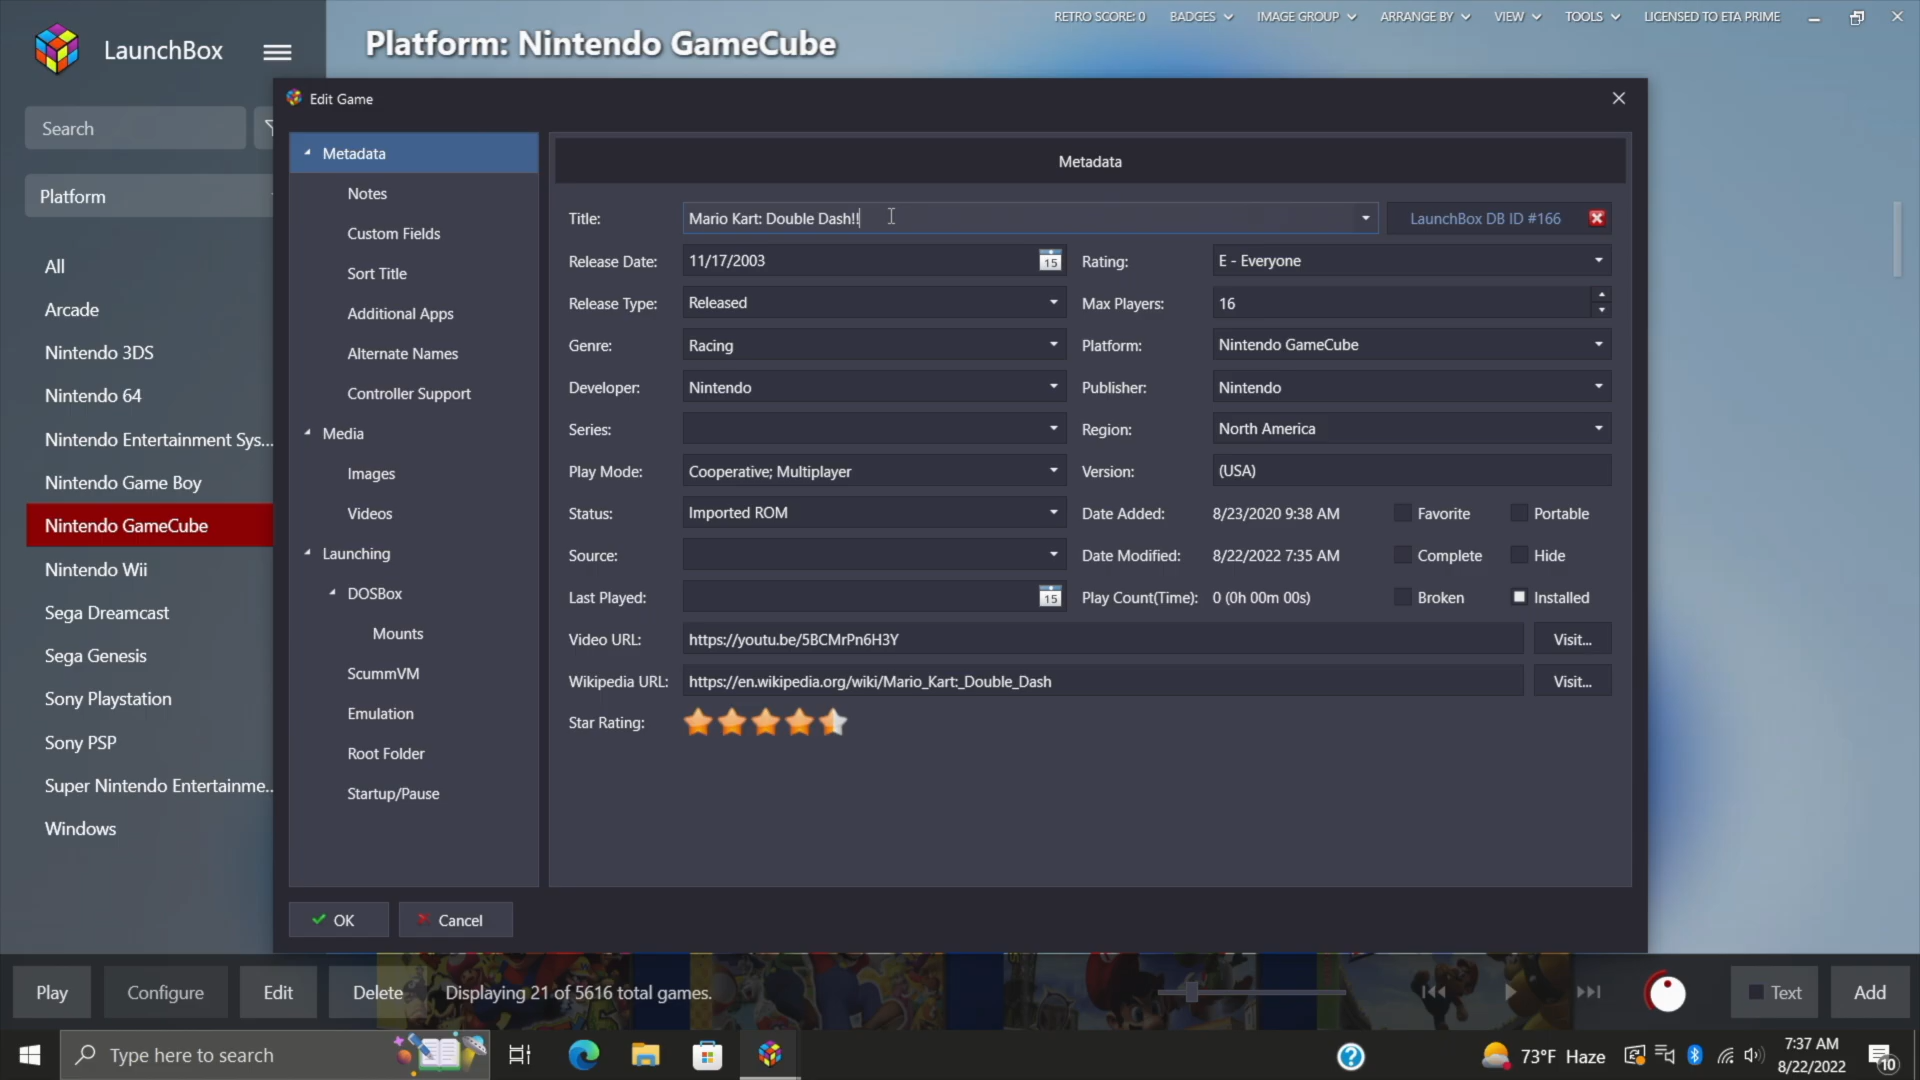 LaunchBox
Platform: Nintendo GameCube
RETRO SCORE: 0
BADGES
IMAGE GROUP
ARRANGE BY
VIEW
TOOLS
LICENSED TO ETA PRIME
Search
Platform
All
Arcade
Nintendo 3DS
Nintendo 64
Nintendo Entertainment Sys...
Nintendo Game Boy
Nintendo GameCube
Nintendo Wii
Sega Dreamcast
Sega Genesis
Sony Playstation
Sony PSP
Super Nintendo Entertainme...
Windows
Edit Game
Metadata
Notes
Custom Fields
Sort Title
Additional Apps
Alternate Names
Controller Support
Media
Images
Videos
Launching
DOSBox
Mounts
ScummVM
Emulation
Root Folder
Startup/Pause
Metadata
Title: Mario Kart: Double Dash!! LaunchBox DB ID #166
Release Date: 11/17/2003 15 Rating: E - Everyone
Release Type: Released Max Players: 16
Genre: Racing Platform: Nintendo GameCube
Developer: Nintendo Publisher: Nintendo
Series: Region: North America
Play Mode: Cooperative; Multiplayer Version: (USA)
Status: Imported ROM Date Added: 8/23/2020 9:38 AM Favorite Portable
Source: Date Modified: 8/22/2022 7:35 AM Complete Hide
Last Played: 15 Play Count(Time): 0 (0h 00m 00s) Broken Installed
Video URL: https://youtu.be/5BCMrPn6H3Y Visit...
Wikipedia URL: https://en.wikipedia.org/wiki/Mario_Kart:_Double_Dash Visit...
Star Rating:
OK Cancel
Play Configure Edit Delete Displaying 21 of 5616 total games. Text Add
Type here to search
73°F Haze
7:37 AM
8/22/2022
10